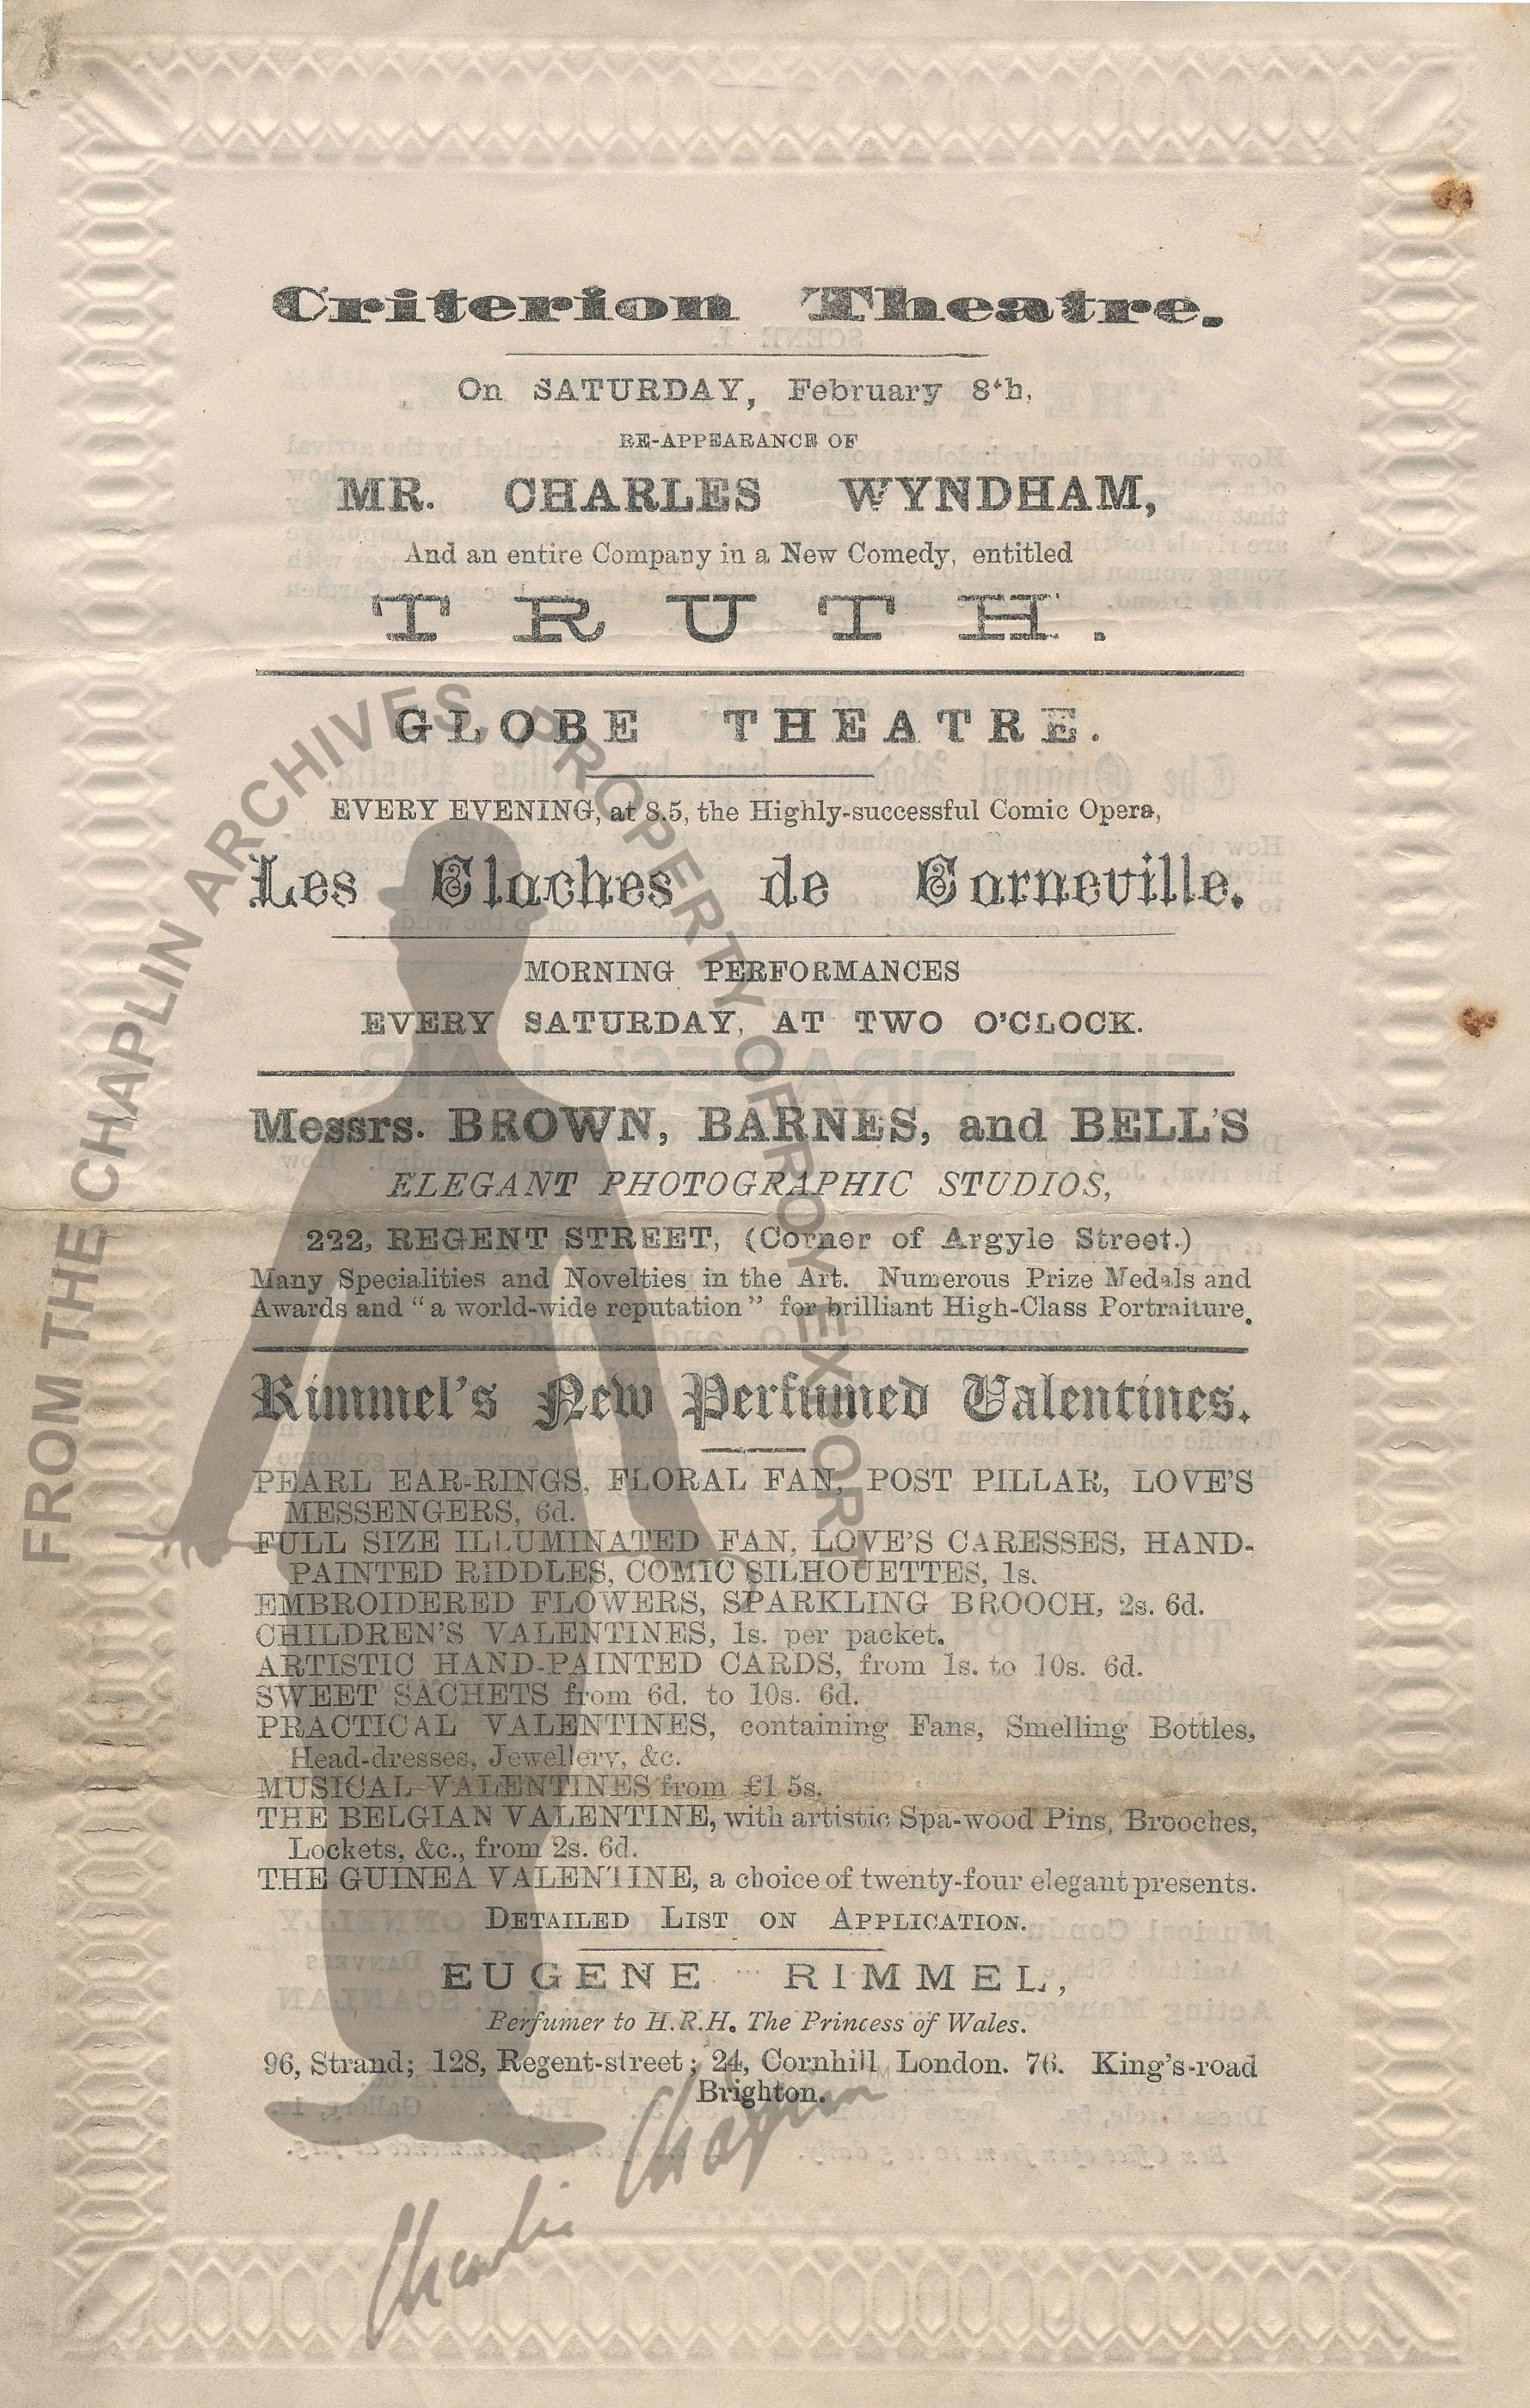 Criterion Theatre.
On SATURDAY, February 8th,
RE-APPEARANCE OF
MR. CHARLES WYNDHAM,
And an entire Company in a New Comedy, entitled
TRUTH.
GLOBE THEATRE.
EVERY EVENING, at 8.5, the Highly-successful Comic Opera,
Les Cloches de Corneville.
MORNING PERFORMANCES
EVERY SATURDAY, AT TWO O'CLOCK.
Messrs. BROWN, BARNES, and BELL'S
ELEGANT PHOTOGRAPHIC STUDIOS,
222, REGENT STREET, (Corner of Argyle Street.)
Many Specialities and Novelties in the Art. Numerous Prize Medals and
Awards and "a world-wide reputation" for brilliant High-Class Portraiture.
Rimmel's New Perfumed Valentines.
PEARL EAR-RINGS, FLORAL FAN, POST PILLAR, LOVE'S
MESSENGERS, 6d.
FULL SIZE ILLUMINATED FAN, LOVE'S CARESSES, HAND-
PAINTED RIDDLES, COMIC SILHOUETTES, 1s.
EMBROIDERED FLOWERS, SPARKLING BROOCH, 2s. 6d.
CHILDREN'S VALENTINES, 1s. per packet.
ARTISTIC HAND-PAINTED CARDS, from 1s. to 10s. 6d.
SWEET SACHETS from 6d. to 10s. 6d.
PRACTICAL VALENTINES, containing Fans, Smelling Bottles,
Head-dresses, Jewellery, &c.
MUSICAL VALENTINES from £1 5s.
THE BELGIAN VALENTINE, with artistic Spa-wood Pins, Brooches,
Lockets, &c., from 2s. 6d.
THE GUINEA VALENTINE, a choice of twenty-four elegant presents.
DETAILED LIST ON APPLICATION.
EUGENE RIMMEL,
Perfumer to H.R.H. The Princess of Wales.
96, Strand; 128, Regent-street; 24, Cornhill London. 76. King's-road
Brighton.
FROM THE CHAPLIN ARCHIVES PROPERTY OF ROY EXPORT
Charlie Chaplin